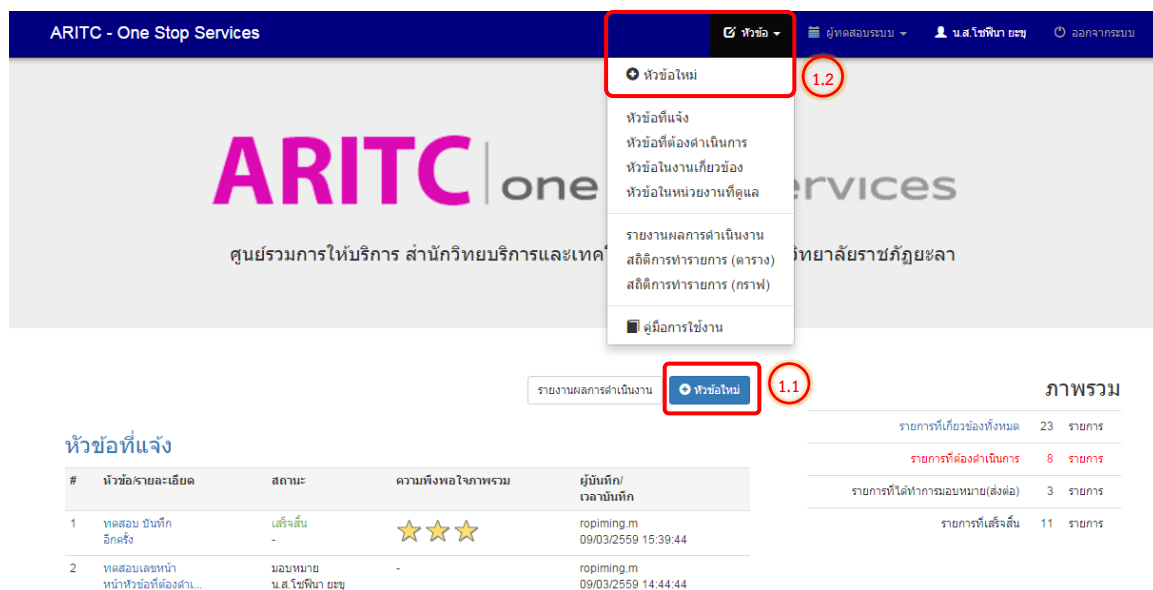 ARITC - One Stop Services
หัวข้อ
ผู้ทดสอบระบบ
น.ส.โซฟีนา ยะขุ
ออกจากระบบ
หัวข้อใหม่
1.2
หัวข้อที่แจ้ง
หัวข้อที่ต้องดำเนินการ
หัวข้อในงานเกี่ยวข้อง
หัวข้อในหน่วยงานที่ดูแล
รายงานผลการดำเนินงาน
สถิติการทำรายการ (ตาราง)
สถิติการทำรายการ (กราฟ)
คู่มือการใช้งาน
ARITC one ervices
ศูนย์รวมการให้บริการ สำนักวิทยบริการและเทค วิทยาลัยราชภัฏยะลา
รายงานผลการดำเนินงาน
หัวข้อใหม่
1.1
ภาพรวม
รายการที่เกี่ยวข้องทั้งหมด 23 รายการ
รายการที่ต้องดำเนินการ 8 รายการ
รายการที่ได้ทำการมอบหมาย(ส่งต่อ) 3 รายการ
รายการที่เสร็จสิ้น 11 รายการ
หัวข้อที่แจ้ง
# หัวข้อ/รายละเอียด สถานะ ความพึงพอใจภาพรวม ผู้บันทึก/
เวลาบันทึก
1 ทดสอบ บันทึก เสร็จสิ้น ropiming.m
อีกครั้ง - 09/03/2559 15:39:44
2 ทดสอบเลขหน้า มอบหมาย - ropiming.m
หน้าหัวข้อที่ต้องดำเ... น.ส.โซฟีนา ยะขุ 09/03/2559 14:44:44